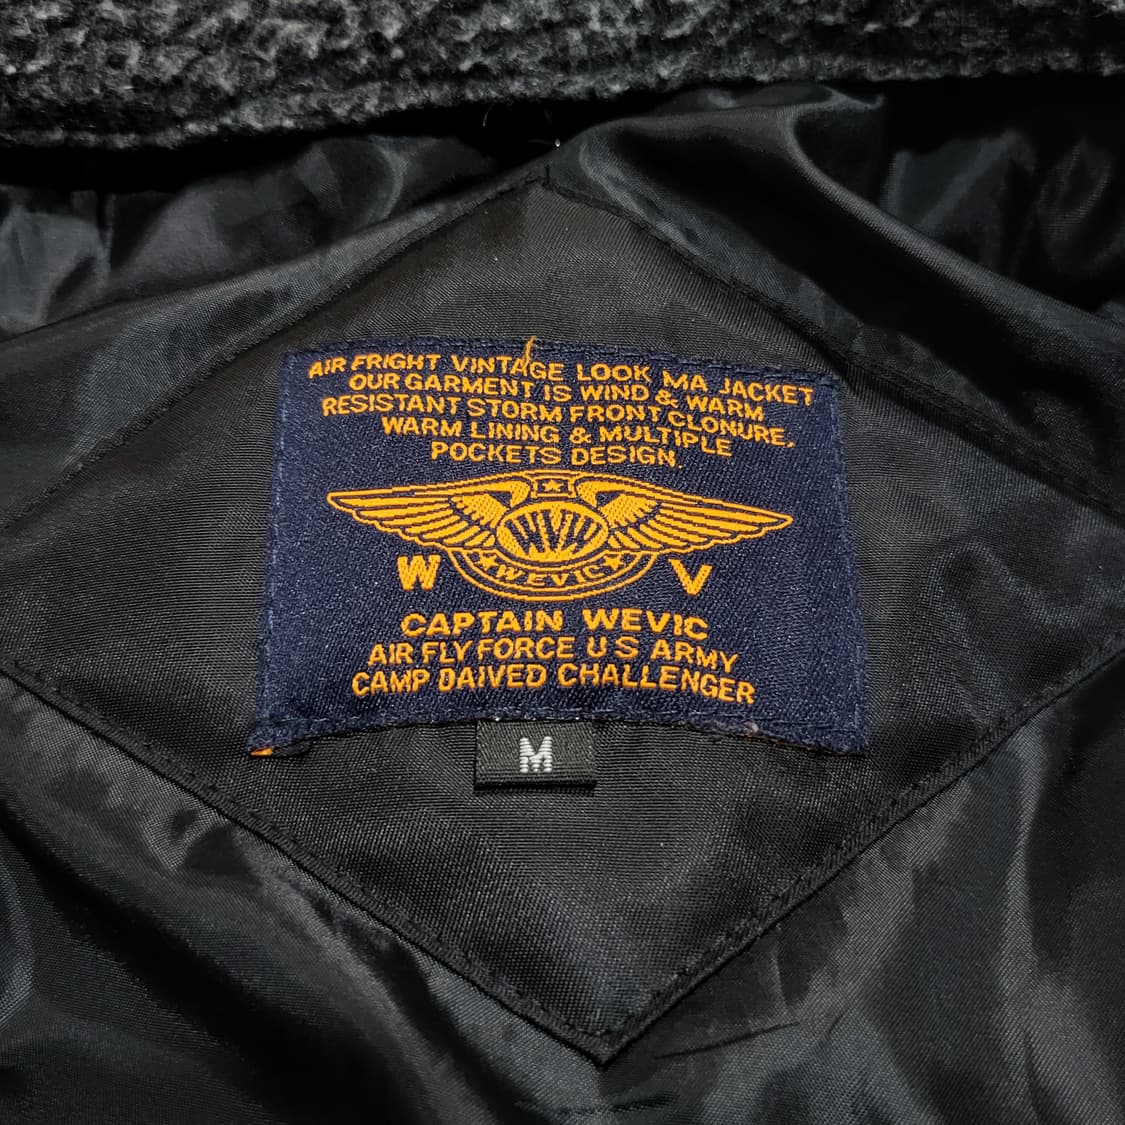 AIR FRIGHT VINTAGE LOOK MA JACKET
OUR GARMENT IS WIND & WARM
RESISTANT STORM FRONT CLONURE,
WARM LINING & MULTIPLE
POCKETS DESIGN.
WVW
WEVIC
W V
CAPTAIN WEVIC
AIR FLY FORCE U S ARMY
CAMP DAIVED CHALLENGER
M